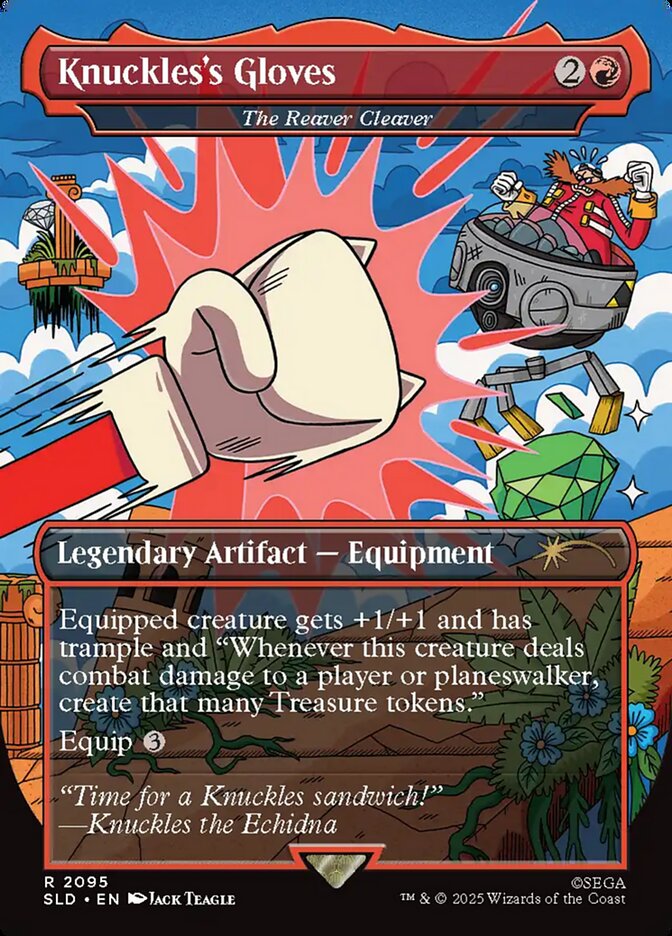 Knuckles's Gloves 2
The Reaver Cleaver
Legendary Artifact — Equipment
Equipped creature gets +1/+1 and has
trample and “Whenever this creature deals
combat damage to a player or planeswalker,
create that many Treasure tokens.”
Equip 3
“Time for a Knuckles sandwich!”
—Knuckles the Echidna
R 2095
SLD • EN Jack Teagle
©SEGA
™ & © 2025 Wizards of the Coast